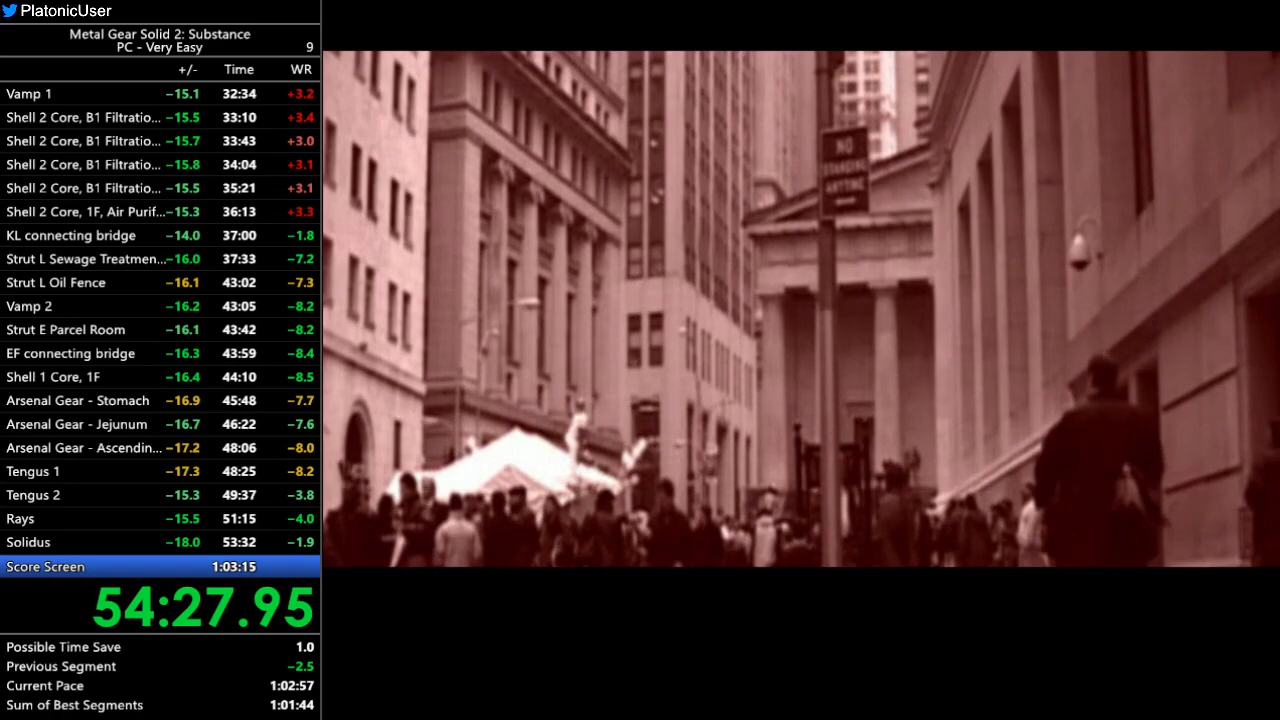 PlatonicUser
Metal Gear Solid 2: Substance
PC - Very Easy 9
+/- Time WR
Vamp 1 −15.1 32:34 +3.2
Shell 2 Core, B1 Filtratio... −15.5 33:10 +3.4
Shell 2 Core, B1 Filtratio... −15.7 33:43 +3.0
Shell 2 Core, B1 Filtratio... −15.8 34:04 +3.1
Shell 2 Core, B1 Filtratio... −15.5 35:21 +3.1
Shell 2 Core, 1F, Air Purif... −15.3 36:13 +3.3
KL connecting bridge −14.0 37:00 −1.8
Strut L Sewage Treatmen... −16.0 37:33 −7.2
Strut L Oil Fence −16.1 43:02 −7.3
Vamp 2 −16.2 43:05 −8.2
Strut E Parcel Room −16.1 43:42 −8.2
EF connecting bridge −16.3 43:59 −8.4
Shell 1 Core, 1F −16.4 44:10 −8.5
Arsenal Gear - Stomach −16.9 45:48 −7.7
Arsenal Gear - Jejunum −16.7 46:22 −7.6
Arsenal Gear - Ascendin... −17.2 48:06 −8.0
Tengus 1 −17.3 48:25 −8.2
Tengus 2 −15.3 49:37 −3.8
Rays −15.5 51:15 −4.0
Solidus −18.0 53:32 −1.9
Score Screen 1:03:15
54:27.95
Possible Time Save 1.0
Previous Segment −2.5
Current Pace 1:02:57
Sum of Best Segments 1:01:44
NO
STANDING
ANYTIME